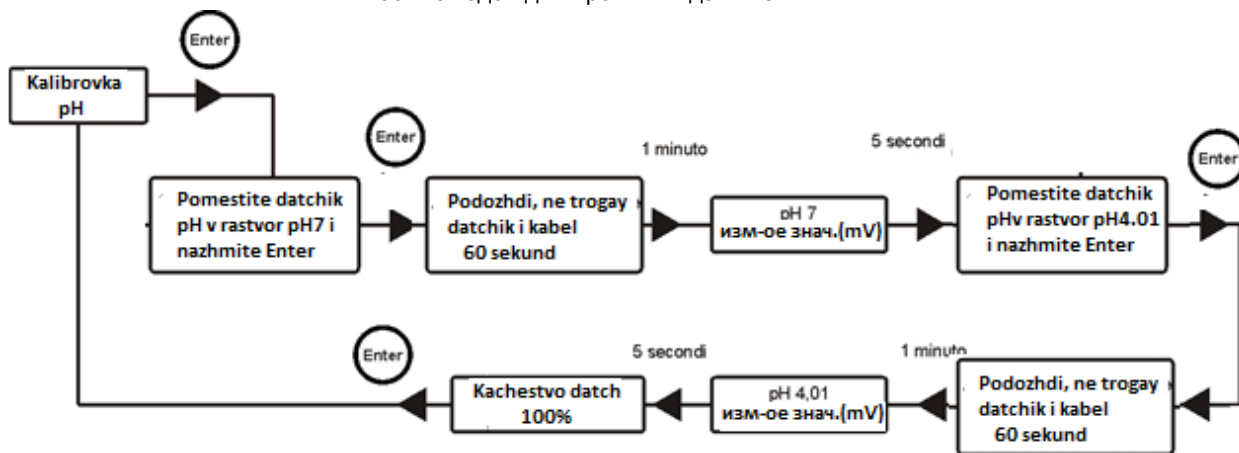 Enter
Kalibrovka
pH
Enter
1 minuto
5 secondi
Enter
Pomestite datchik
pH v rastvor pH7 i
nazhmite Enter
Podozhdi, ne trogay
datchik i kabel
60 sekund
pH 7
изм-ое знач.(mV)
Pomestite datchik
pHv rastvor pH4.01
i nazhmite Enter
Enter
5 secondi
1 minuto
Kachestvo datch
100%
pH 4,01
изм-ое знач.(mV)
Podozhdi, ne trogay
datchik i kabel
60 sekund